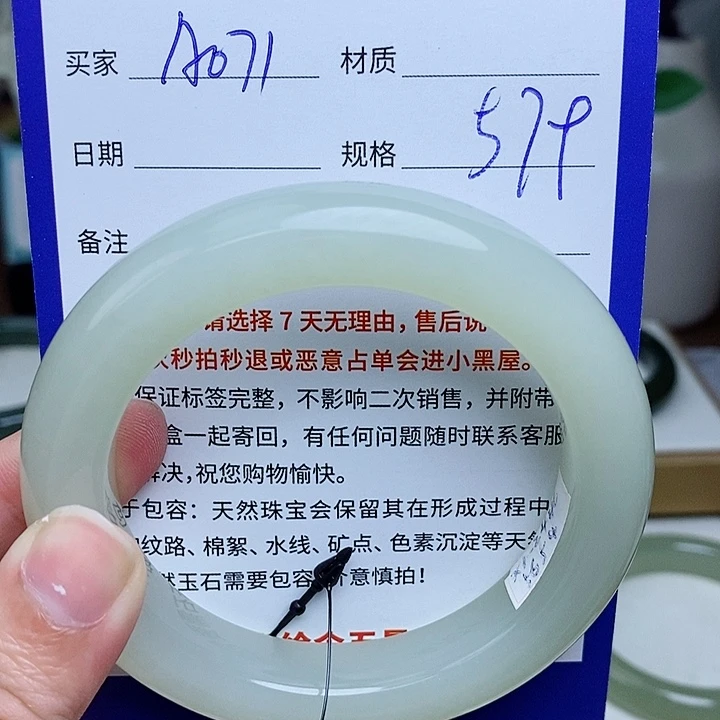 买家 A071 材质
日期 规格 579
备注
请选择7天无理由，售后说
秒拍秒退或恶意占单会进小黑屋。
保证标签完整，不影响二次销售，并附带
盒一起寄回，有任何问题随时联系客服
解决，祝您购物愉快。
于包容：天然珠宝会保留其在形成过程中
纹路、棉絮、水线、矿点、色素沉淀等天
然玉石需要包容 介意慎拍！